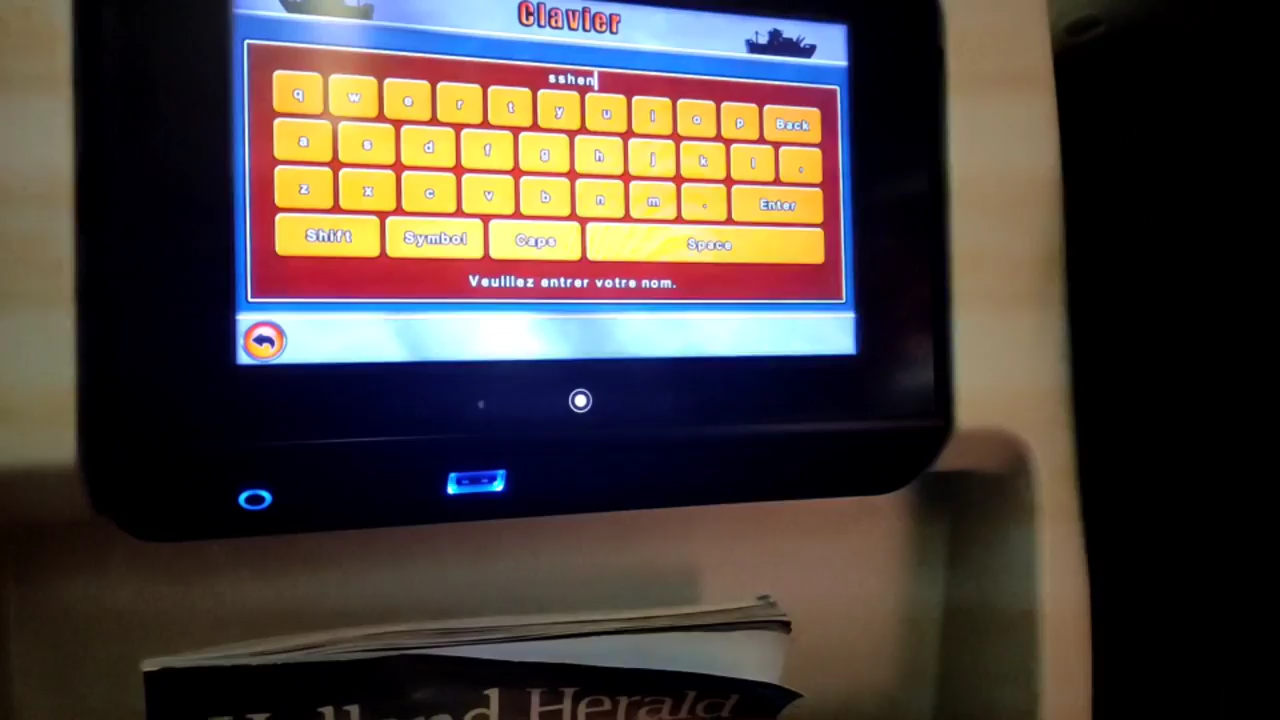 Clavier
sshen
q w e r t y u i o p Back
a s d f g h j k l ,
z x c v b n m . Enter
Shift Symbol Caps Space
Veuillez entrer votre nom.
Holland Herald